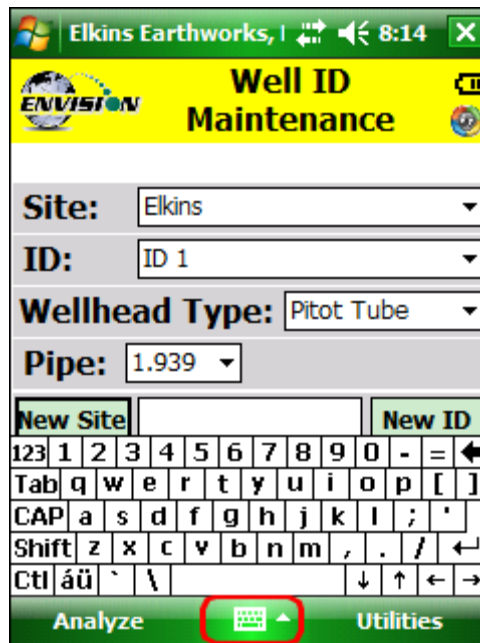 Elkins Earthworks, I 8:14
ENVISION
Well ID
Maintenance
Site: Elkins
ID: ID 1
Wellhead Type: Pitot Tube
Pipe: 1.939
New Site New ID
123 1 2 3 4 5 6 7 8 9 0 - =
Tab q w e r t y u i o p [ ]
CAP a s d f g h j k l ; '
Shift z x c v b n m , . /
Ctl áü ` \ ↓ ↑ ← →
Analyze Utilities